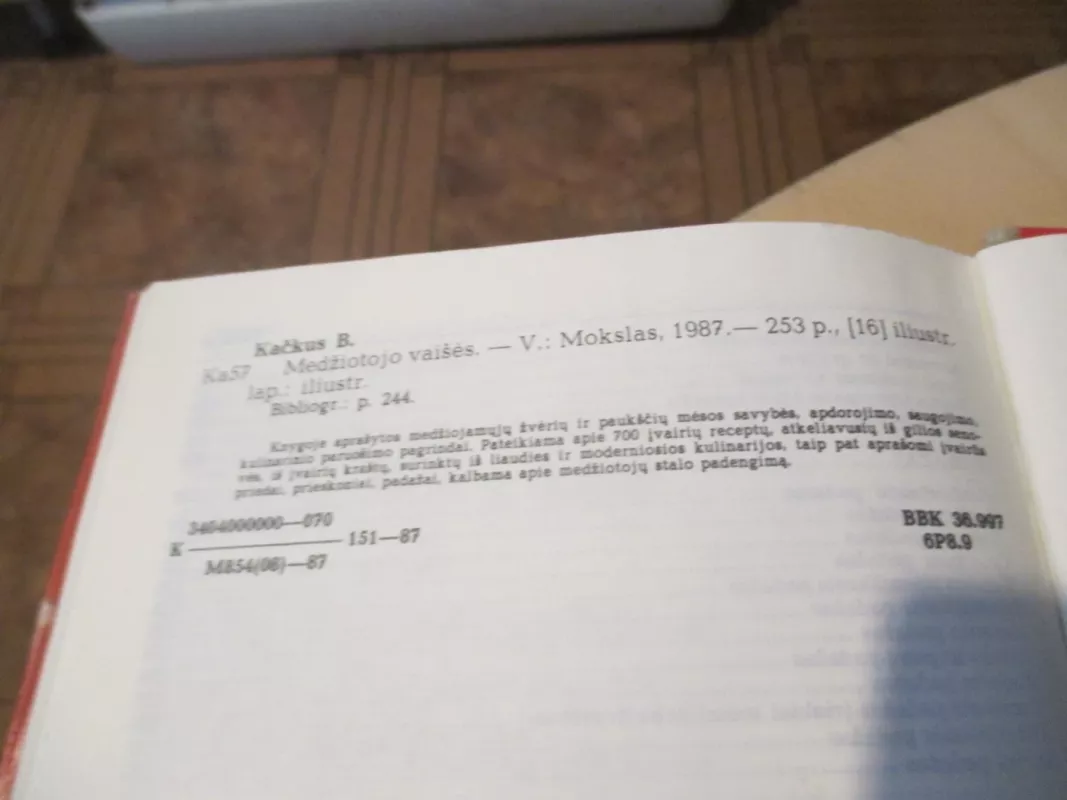 Kačkus B.
Ka57 Medžiotojo vaišės. — V.: Mokslas, 1987.— 253 p., [16] iliustr.
lap.: iliustr.
Bibliogr.: p. 244.
Knygoje aprašytos medžiojamųjų žvėrių ir paukščių mėsos savybės, apdorojimo, saugojimo,
kulinarinio paruošimo pagrindai. Pateikiama apie 700 įvairių receptų, atkeliavusių iš gilios seno-
vės, iš įvairių kraštų, surinktų iš liaudies ir moderniosios kulinarijos, taip pat aprašomi įvairūs
priedai, prieskoniai, padažai, kalbama apie medžiotojų stalo padengimą.
3404000000—070
K 151—87
M854(08)—87
BBK 36.997
6P8.9